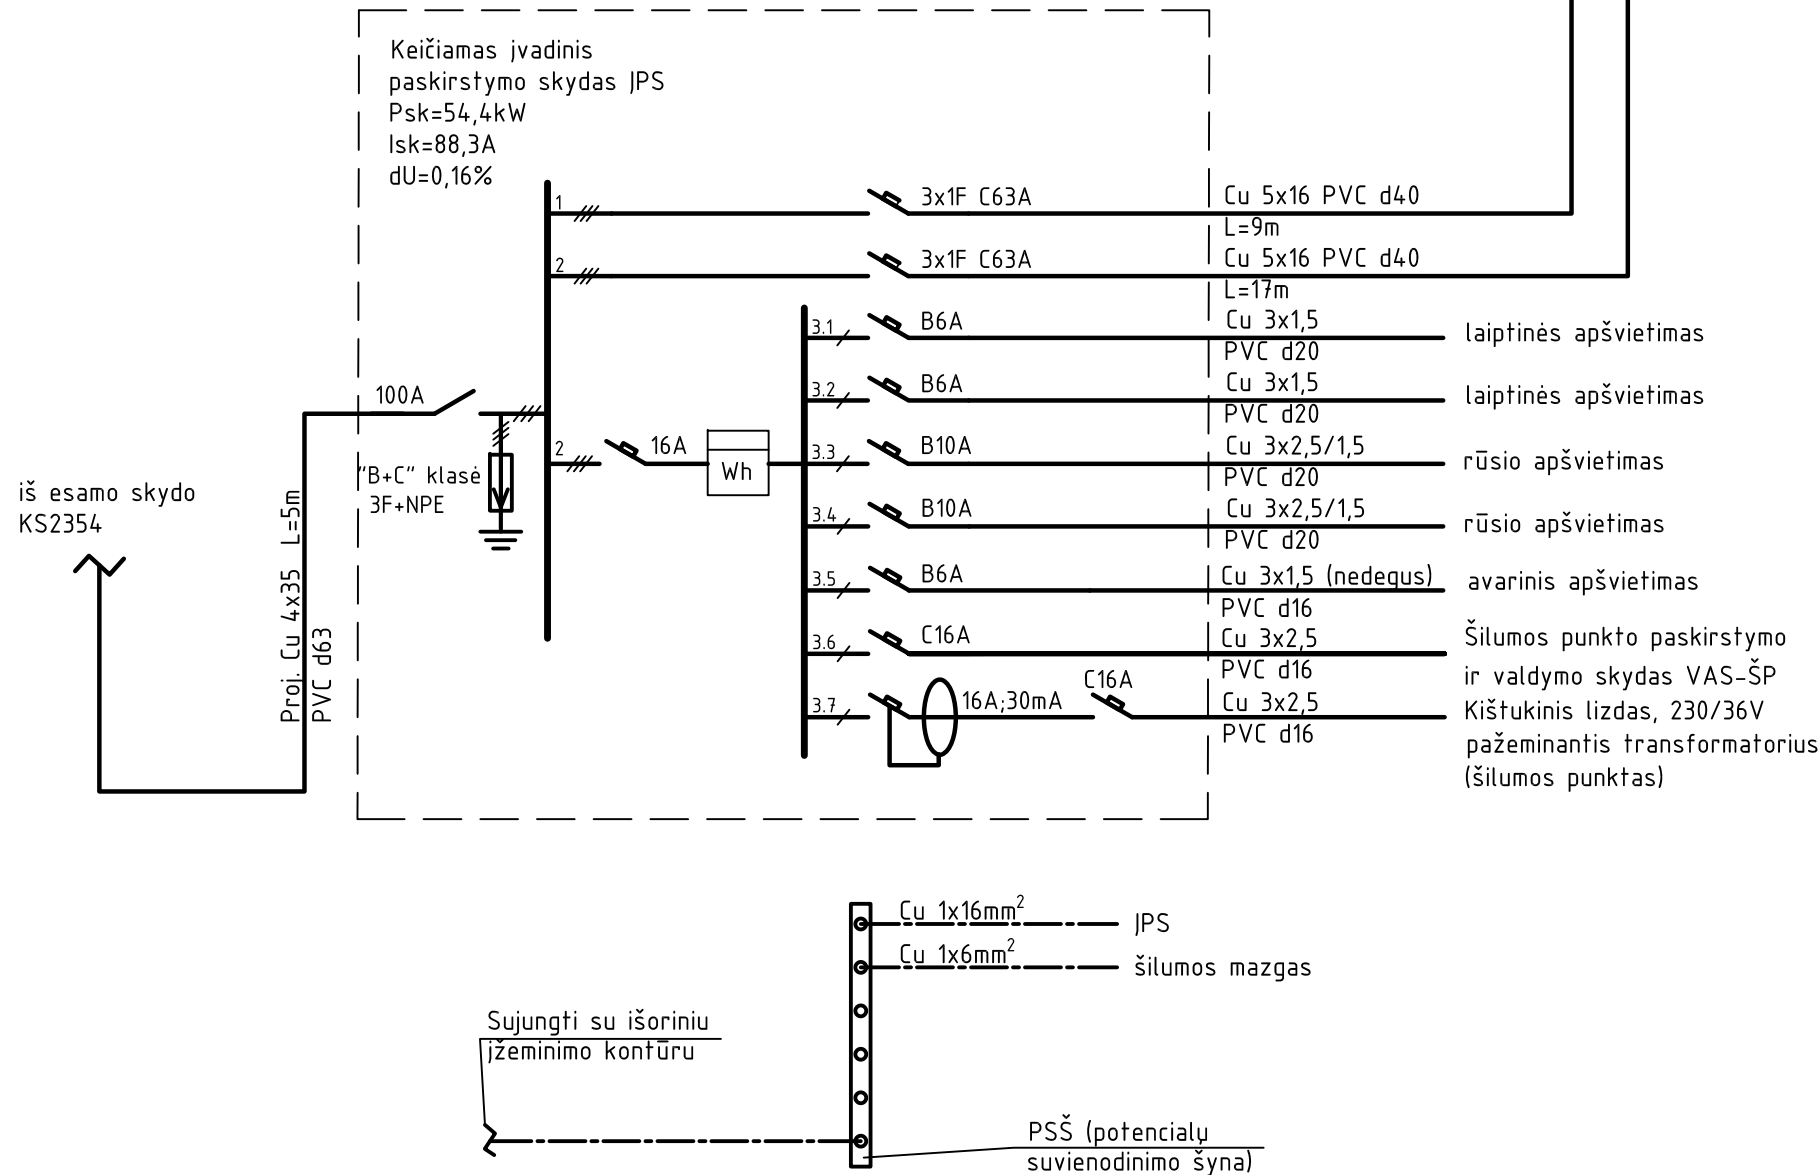 Keičiamas įvadinis
paskirstymo skydas ĮPS
Psk=54,4kW
Isk=88,3A
dU=0,16%
1
3x1F C63A
Cu 5x16 PVC d40
L=9m
2
3x1F C63A
Cu 5x16 PVC d40
L=17m
3.1
B6A
Cu 3x1,5
PVC d20
laiptinės apšvietimas
3.2
B6A
Cu 3x1,5
PVC d20
laiptinės apšvietimas
100A
2
16A
Wh
3.3
B10A
Cu 3x2,5/1,5
PVC d20
rūsio apšvietimas
"B+C" klasė
3F+NPE
iš esamo skydo
KS2354
Proj. Cu 4x35 L=5m
PVC d63
3.4
B10A
Cu 3x2,5/1,5
PVC d20
rūsio apšvietimas
3.5
B6A
Cu 3x1,5 (nedegus)
PVC d16
avarinis apšvietimas
3.6
C16A
Cu 3x2,5
PVC d16
Šilumos punkto paskirstymo
ir valdymo skydas VAS-ŠP
3.7
16A;30mA
C16A
Cu 3x2,5
PVC d16
Kištukinis lizdas, 230/36V
pažeminantis transformatorius
(šilumos punktas)
Cu 1x16mm²
ĮPS
Cu 1x6mm²
šilumos mazgas
Sujungti su išoriniu
įžeminimo kontūru
PSŠ (potencialų
suvienodinimo šyna)